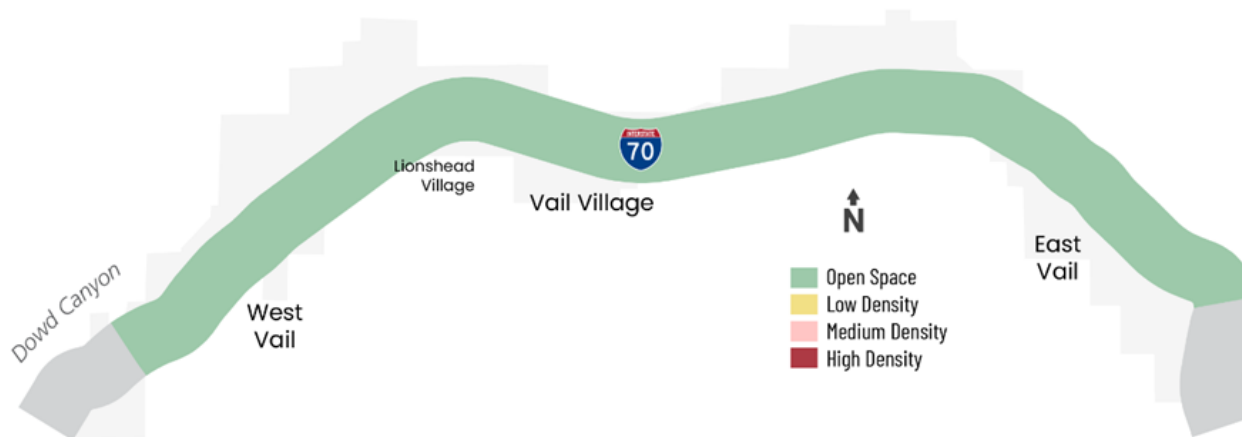 INTERSTATE
70
Lionshead
Village
Vail Village
N
East
Vail
Dowd Canyon
West
Vail
Open Space
Low Density
Medium Density
High Density